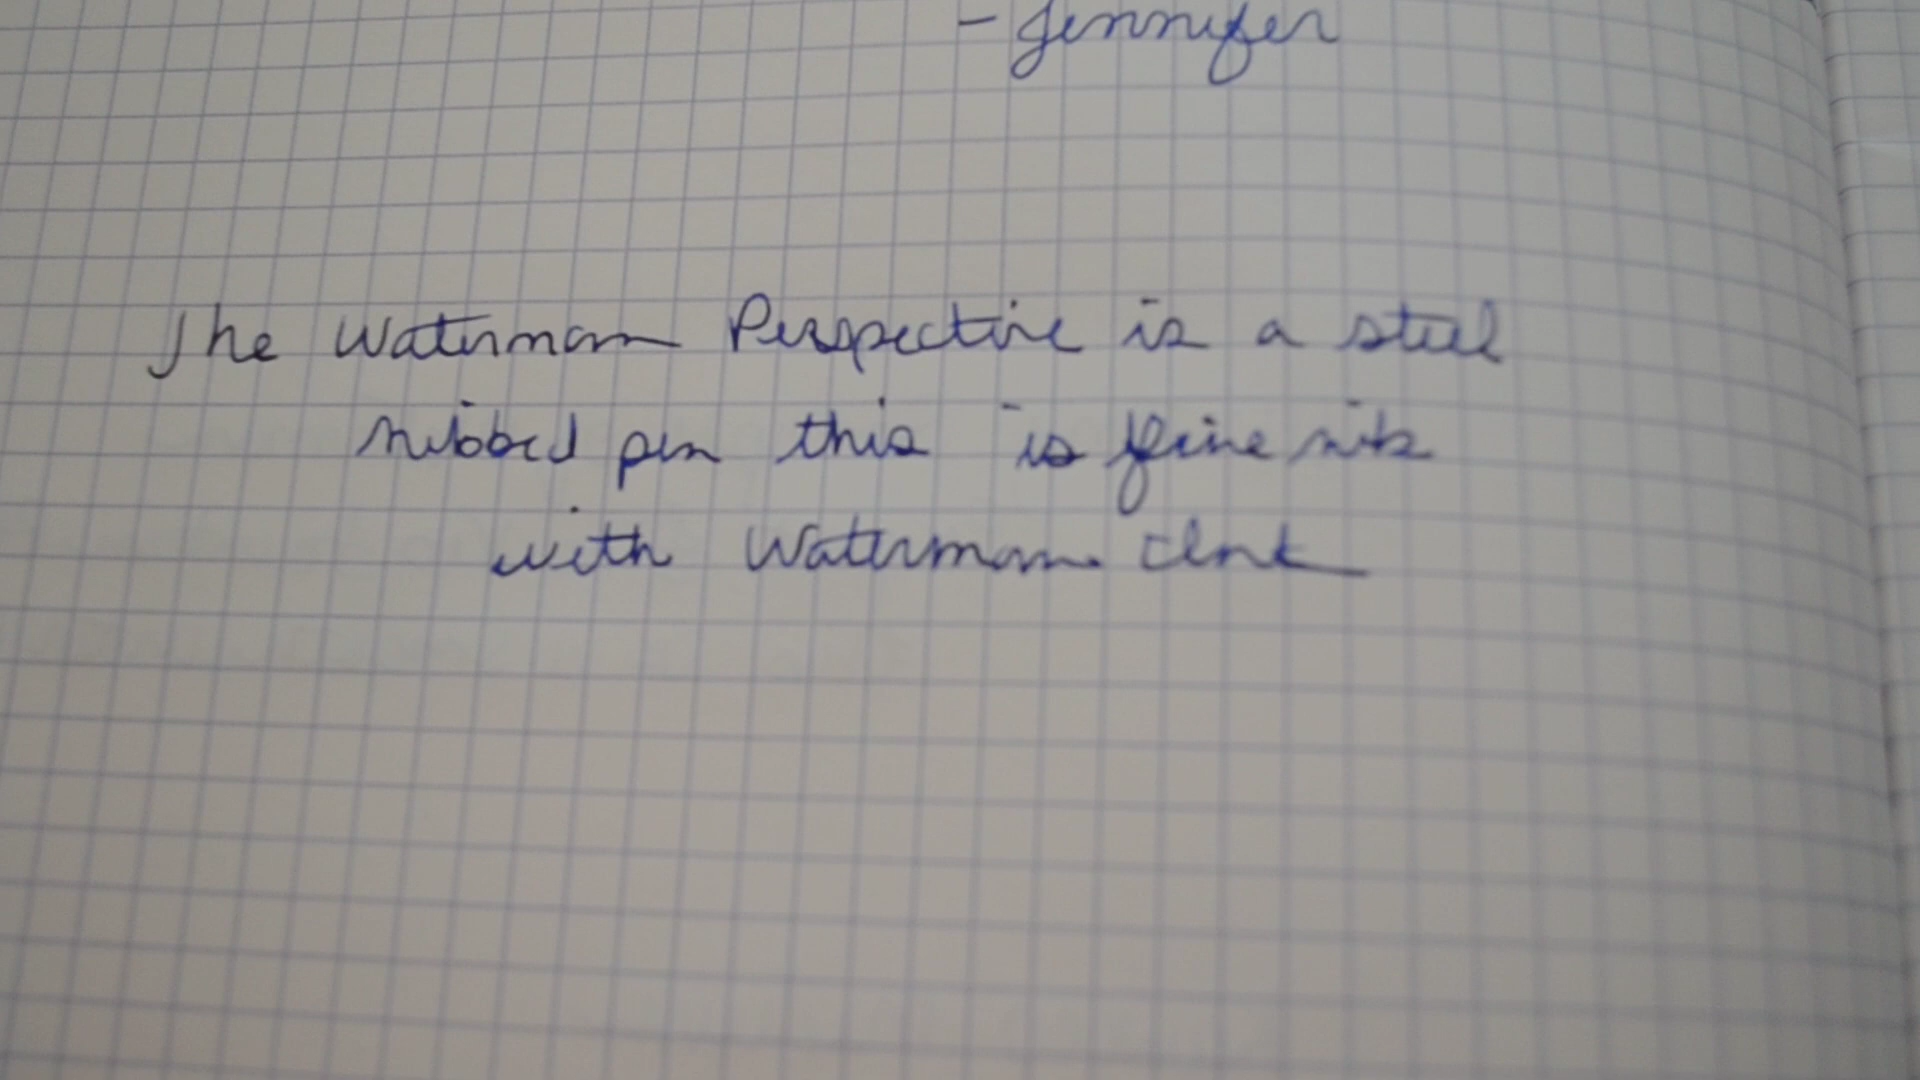 - Jennifer
The Waterman Perspective is a steel
nibbed pen this is fine nib
with Waterman Ink